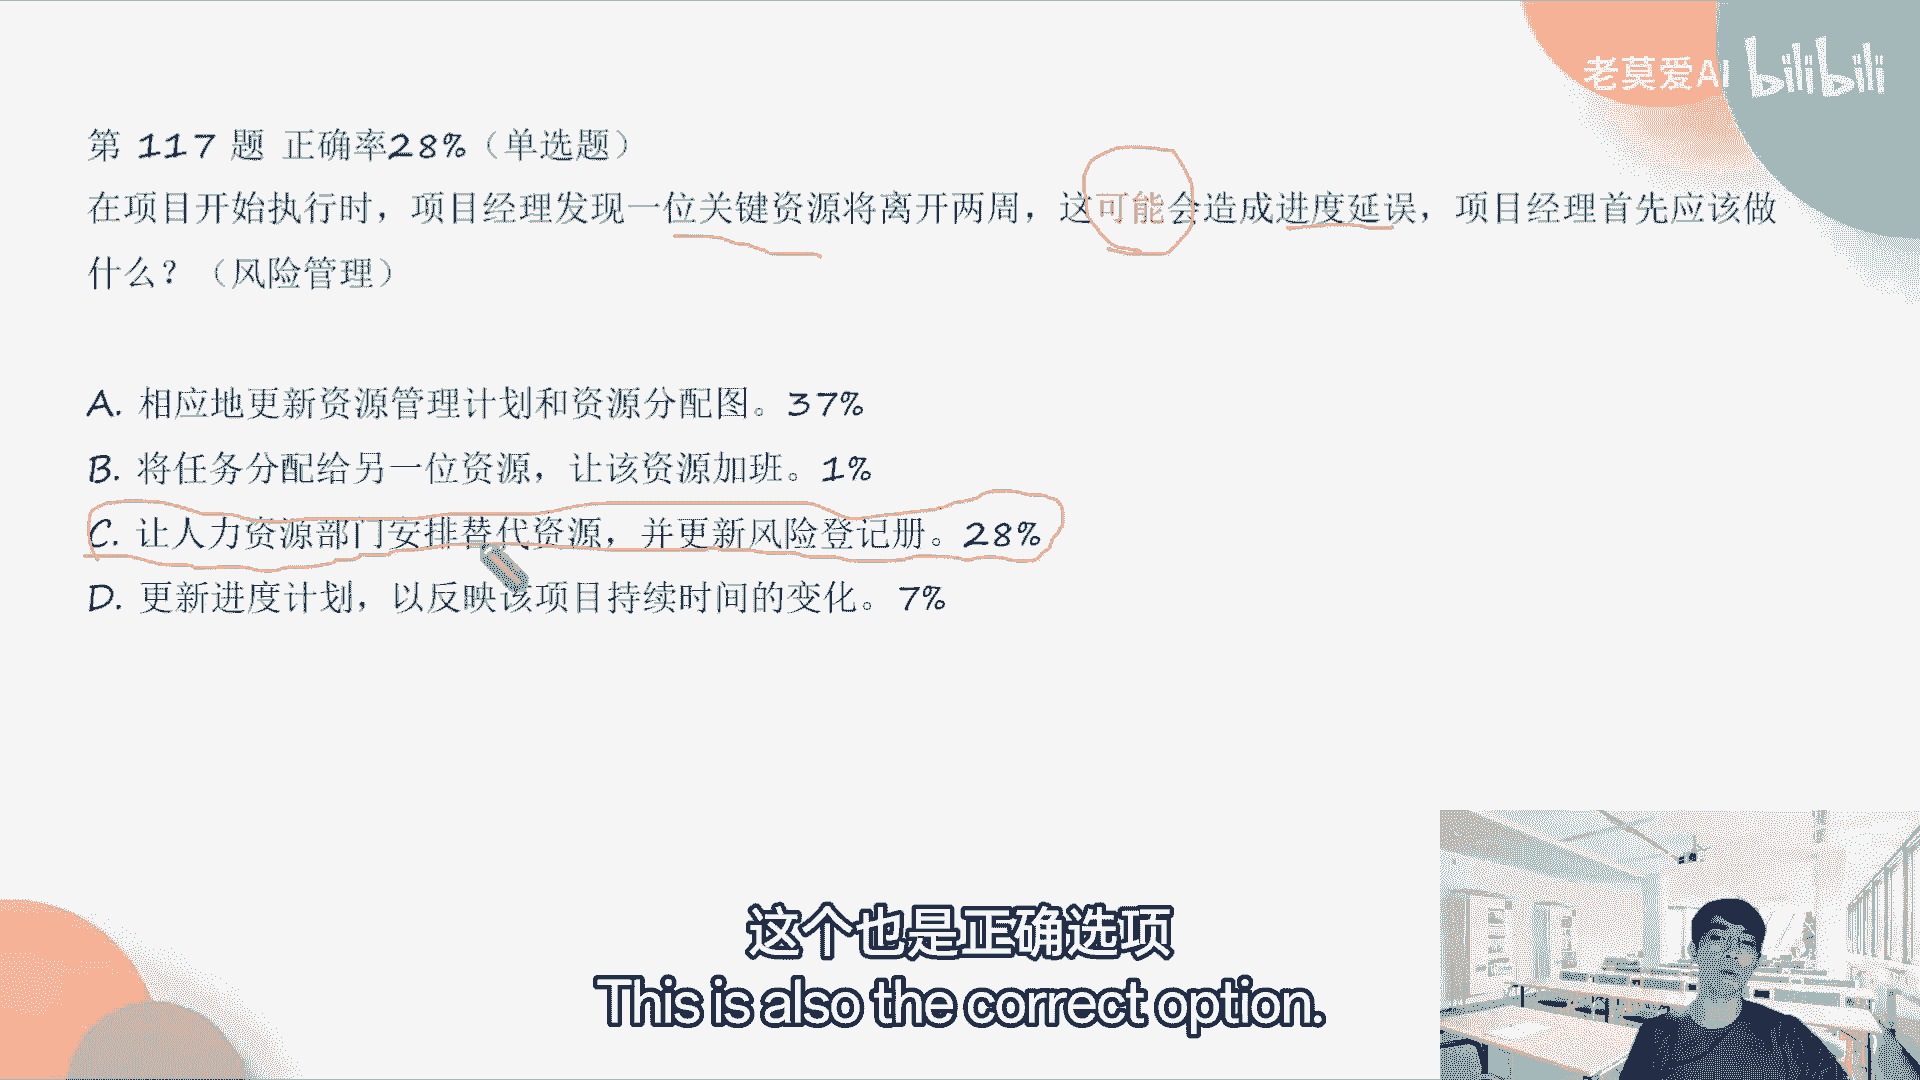 老莫爱AI bilibili
第 117 题 正确率28%（单选题）
在项目开始执行时，项目经理发现一位关键资源将离开两周，这可能会造成进度延误，项目经理首先应该做
什么？（风险管理）
A. 相应地更新资源管理计划和资源分配图。37%
B. 将任务分配给另一位资源，让该资源加班。1%
C. 让人力资源部门安排替代资源，并更新风险登记册。28%
D. 更新进度计划，以反映该项目持续时间的变化。7%
这个也是正确选项
This is also the correct option.